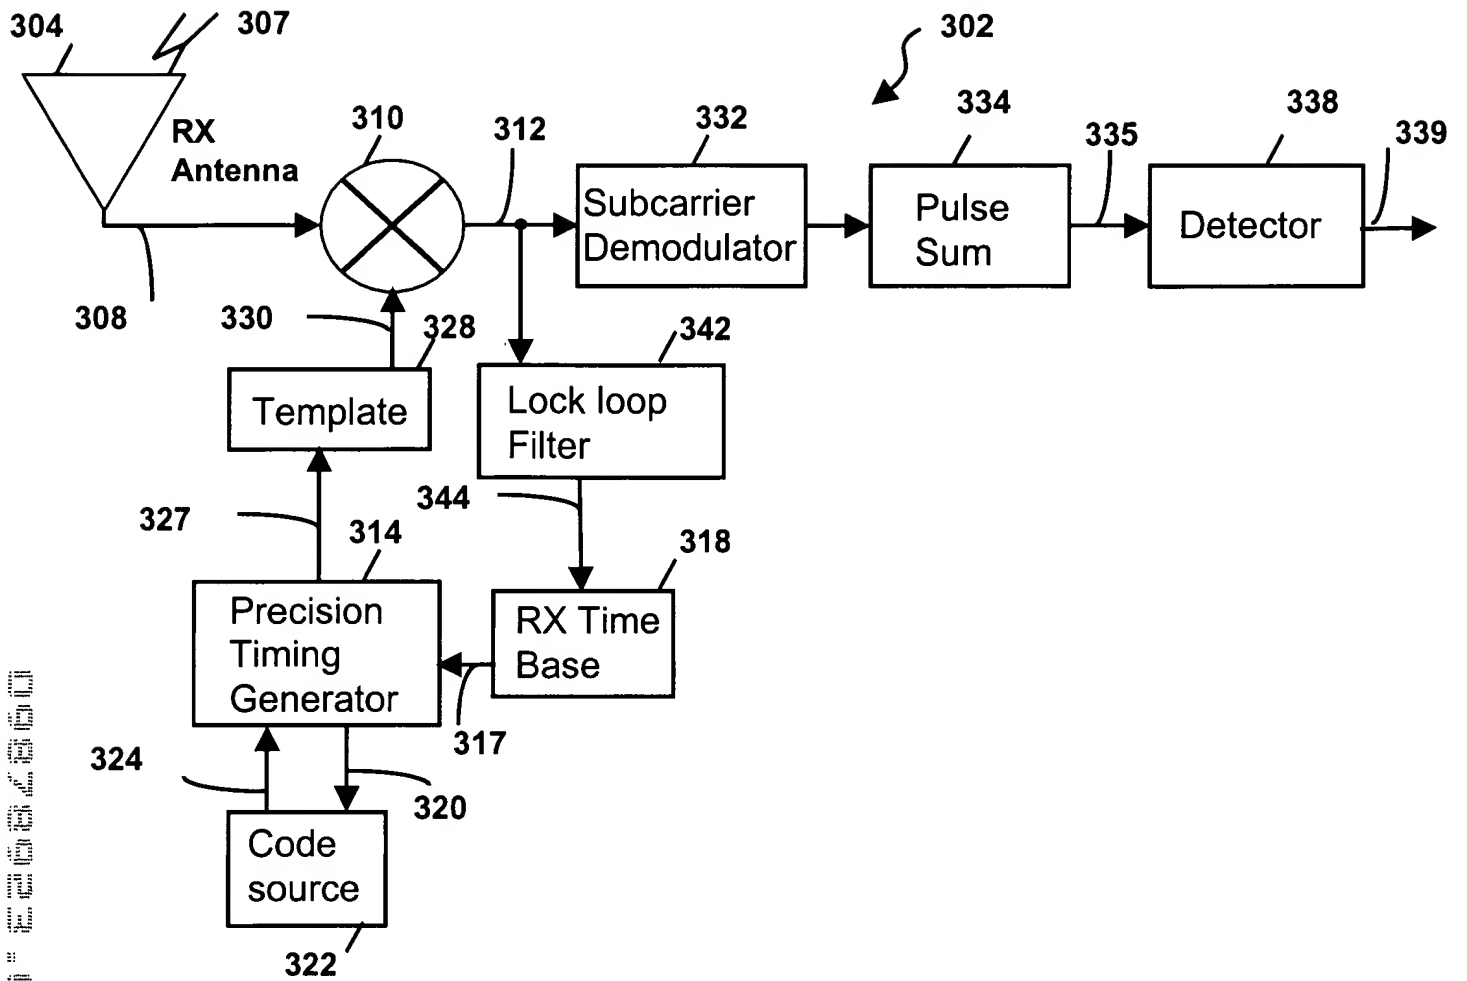 304
307
302
RX
Antenna
310
312
332
334
335
338
339
Subcarrier
Demodulator
Pulse
Sum
Detector
308
330
328
342
Template
Lock loop
Filter
327
344
314
318
Precision
Timing
Generator
RX Time
Base
317
324
320
Code
source
322